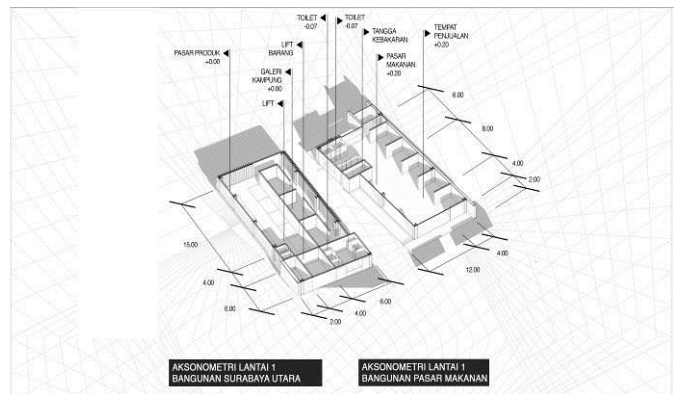 TOILET
-0.07
TOILET
-0.07
LIFT
BARANG
TANGGA
KEBAKARAN
TEMPAT
PENJUALAN
+0.20
PASAR PRODUK
+0.00
GALERI
KAMPUNG
+0.00
PASAR
MAKANAN
+0.20
LIFT
6.00
8.00
4.00
2.00
15.00
4.00
6.00
2.00
4.00
6.00
12.00
4.00
AKSONOMETRI LANTAI 1
BANGUNAN SURABAYA UTARA
AKSONOMETRI LANTAI 1
BANGUNAN PASAR MAKANAN